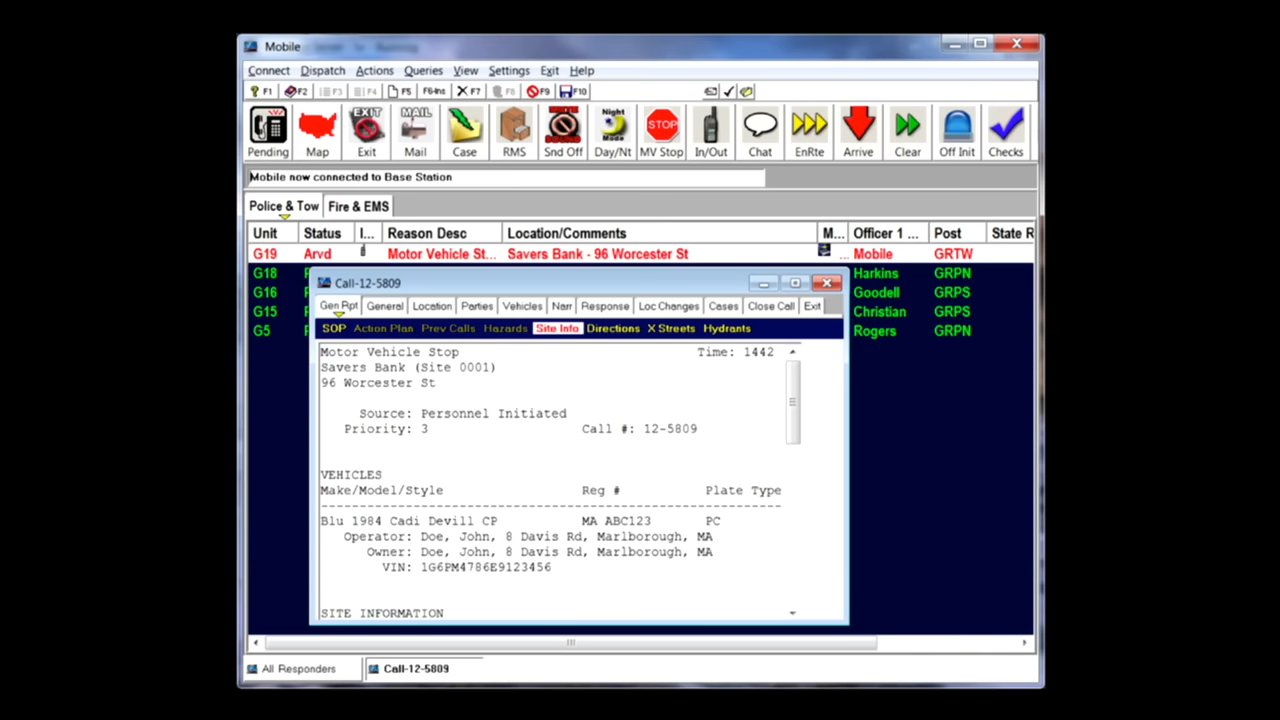 Mobile
Connect Dispatch Actions Queries View Settings Exit Help
F1 F2 F3 F4 F5 F6-Ins F7 F8 F9 F10
EXIT MAIL Night Mode STOP
Pending Map Exit Mail Case RMS Snd Off Day/Nt MV Stop In/Out Chat EnRte Arrive Clear Off Init Checks
Mobile now connected to Base Station
Police & Tow Fire & EMS
Unit Status I... Reason Desc Location/Comments M... Officer 1 ... Post State R
G19 Arvd Motor Vehicle St... Savers Bank - 96 Worcester St ... Mobile GRTW
G18 Harkins GRPN
G16 Goodell GRPS
G15 Christian GRPS
G5 Rogers GRPN
Call-12-5809
Gen Rpt General Location Parties Vehicles Narr Response Loc Changes Cases Close Call Exit
SOP Action Plan Prev Calls Hazards Site Info Directions X Streets Hydrants
Motor Vehicle Stop Time: 1442
Savers Bank (Site 0001)
96 Worcester St
Source: Personnel Initiated
Priority: 3 Call #: 12-5809
VEHICLES
Make/Model/Style Reg # Plate Type
------------------------------------------------------------
Blu 1984 Cadi Devill CP MA ABC123 PC
Operator: Doe, John, 8 Davis Rd, Marlborough, MA
Owner: Doe, John, 8 Davis Rd, Marlborough, MA
VIN: 1G6PM4786E9123456
SITE INFORMATION
All Responders Call-12-5809